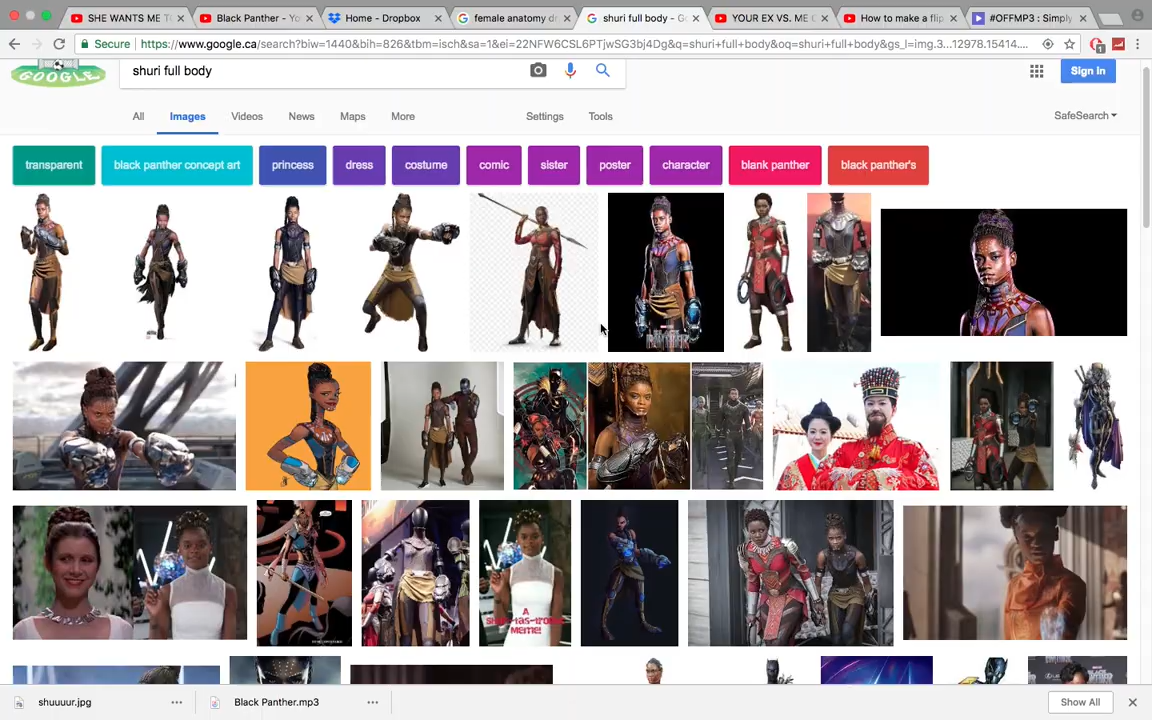 SHE WANTS ME T
Black Panther - Yo
Home - Dropbox
female anatomy dr
shuri full body - Go
YOUR EX VS. ME C
How to make a flip
#OFFMP3 : Simply
Secure
https://www.google.ca/search?biw=1440&bih=826&tbm=isch&sa=1&ei=22NFW6CSL6PTjwSG3bj4Dg&q=shuri+full+body&oq=shuri+full+body&gs_l=img.3...12978.15414....
1
GOOGLE
shuri full body
Sign in
All
Images
Videos
News
Maps
More
Settings
Tools
SafeSearch
transparent
black panther concept art
princess
dress
costume
comic
sister
poster
character
blank panther
black panther's
A
MEME!
shuuuur.jpg
Black Panther.mp3
Show All